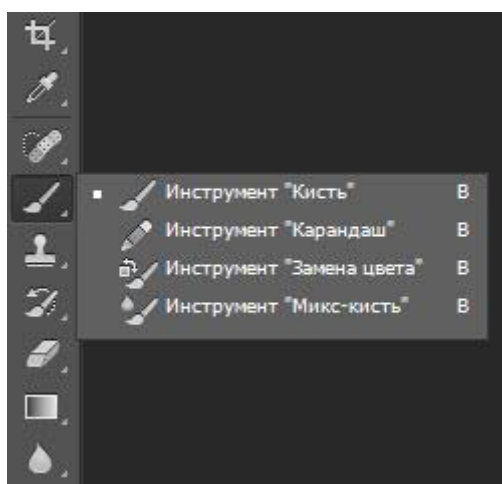 Инструмент "Кисть" B
Инструмент "Карандаш" B
Инструмент "Замена цвета" B
Инструмент "Микс-кисть" B